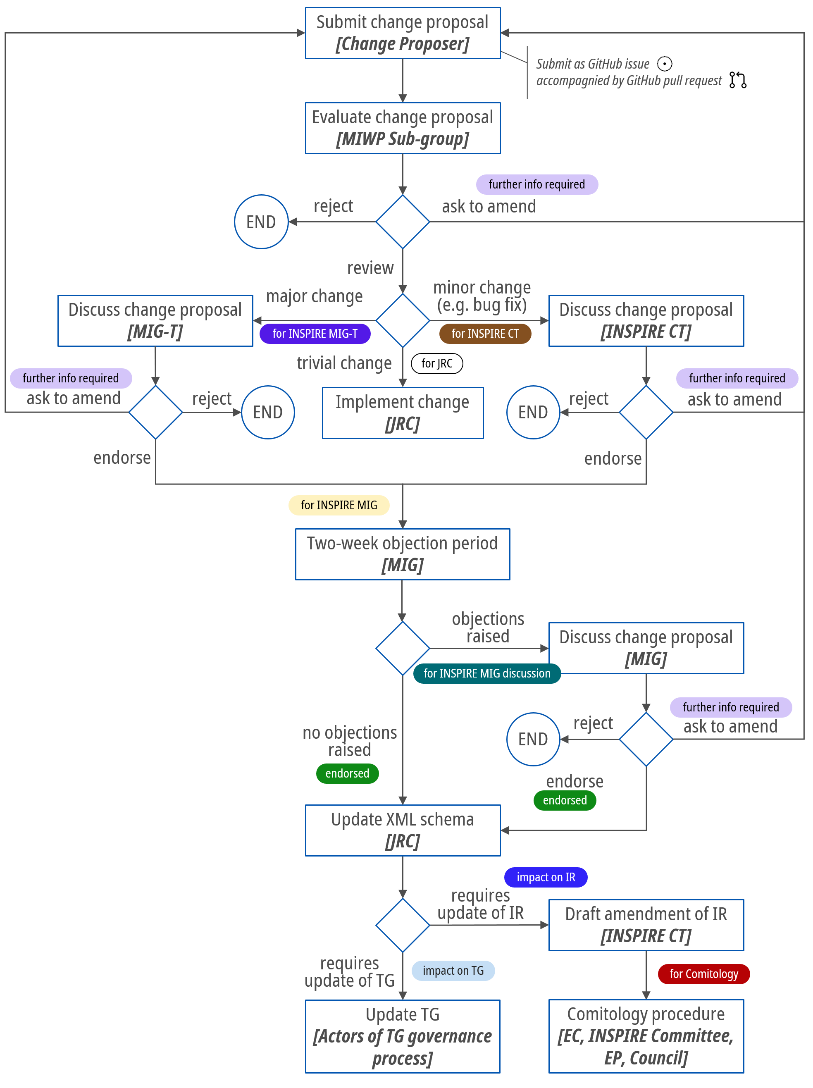 Submit change proposal
[Change Proposer]
Submit as GitHub issue
accompagnied by GitHub pull request
Evaluate change proposal
[MIWP Sub-group]
further info required
END
reject
ask to amend
review
major change
minor change
(e.g. bug fix)
Discuss change proposal
[MIG-T]
for INSPIRE MIG-T
for INSPIRE CT
Discuss change proposal
[INSPIRE CT]
trivial change
for JRC
further info required
ask to amend
reject
END
Implement change
[JRC]
END
reject
further info required
ask to amend
endorse
endorse
for INSPIRE MIG
Two-week objection period
[MIG]
objections
raised
Discuss change proposal
[MIG]
for INSPIRE MIG discussion
further info required
ask to amend
reject
END
no objections
raised
endorsed
endorse
endorsed
Update XML schema
[JRC]
impact on IR
requires
update of IR
Draft amendment of IR
[INSPIRE CT]
requires
update of TG
impact on TG
for Comitology
Update TG
[Actors of TG governance
process]
Comitology procedure
[EC, INSPIRE Committee,
EP, Council]